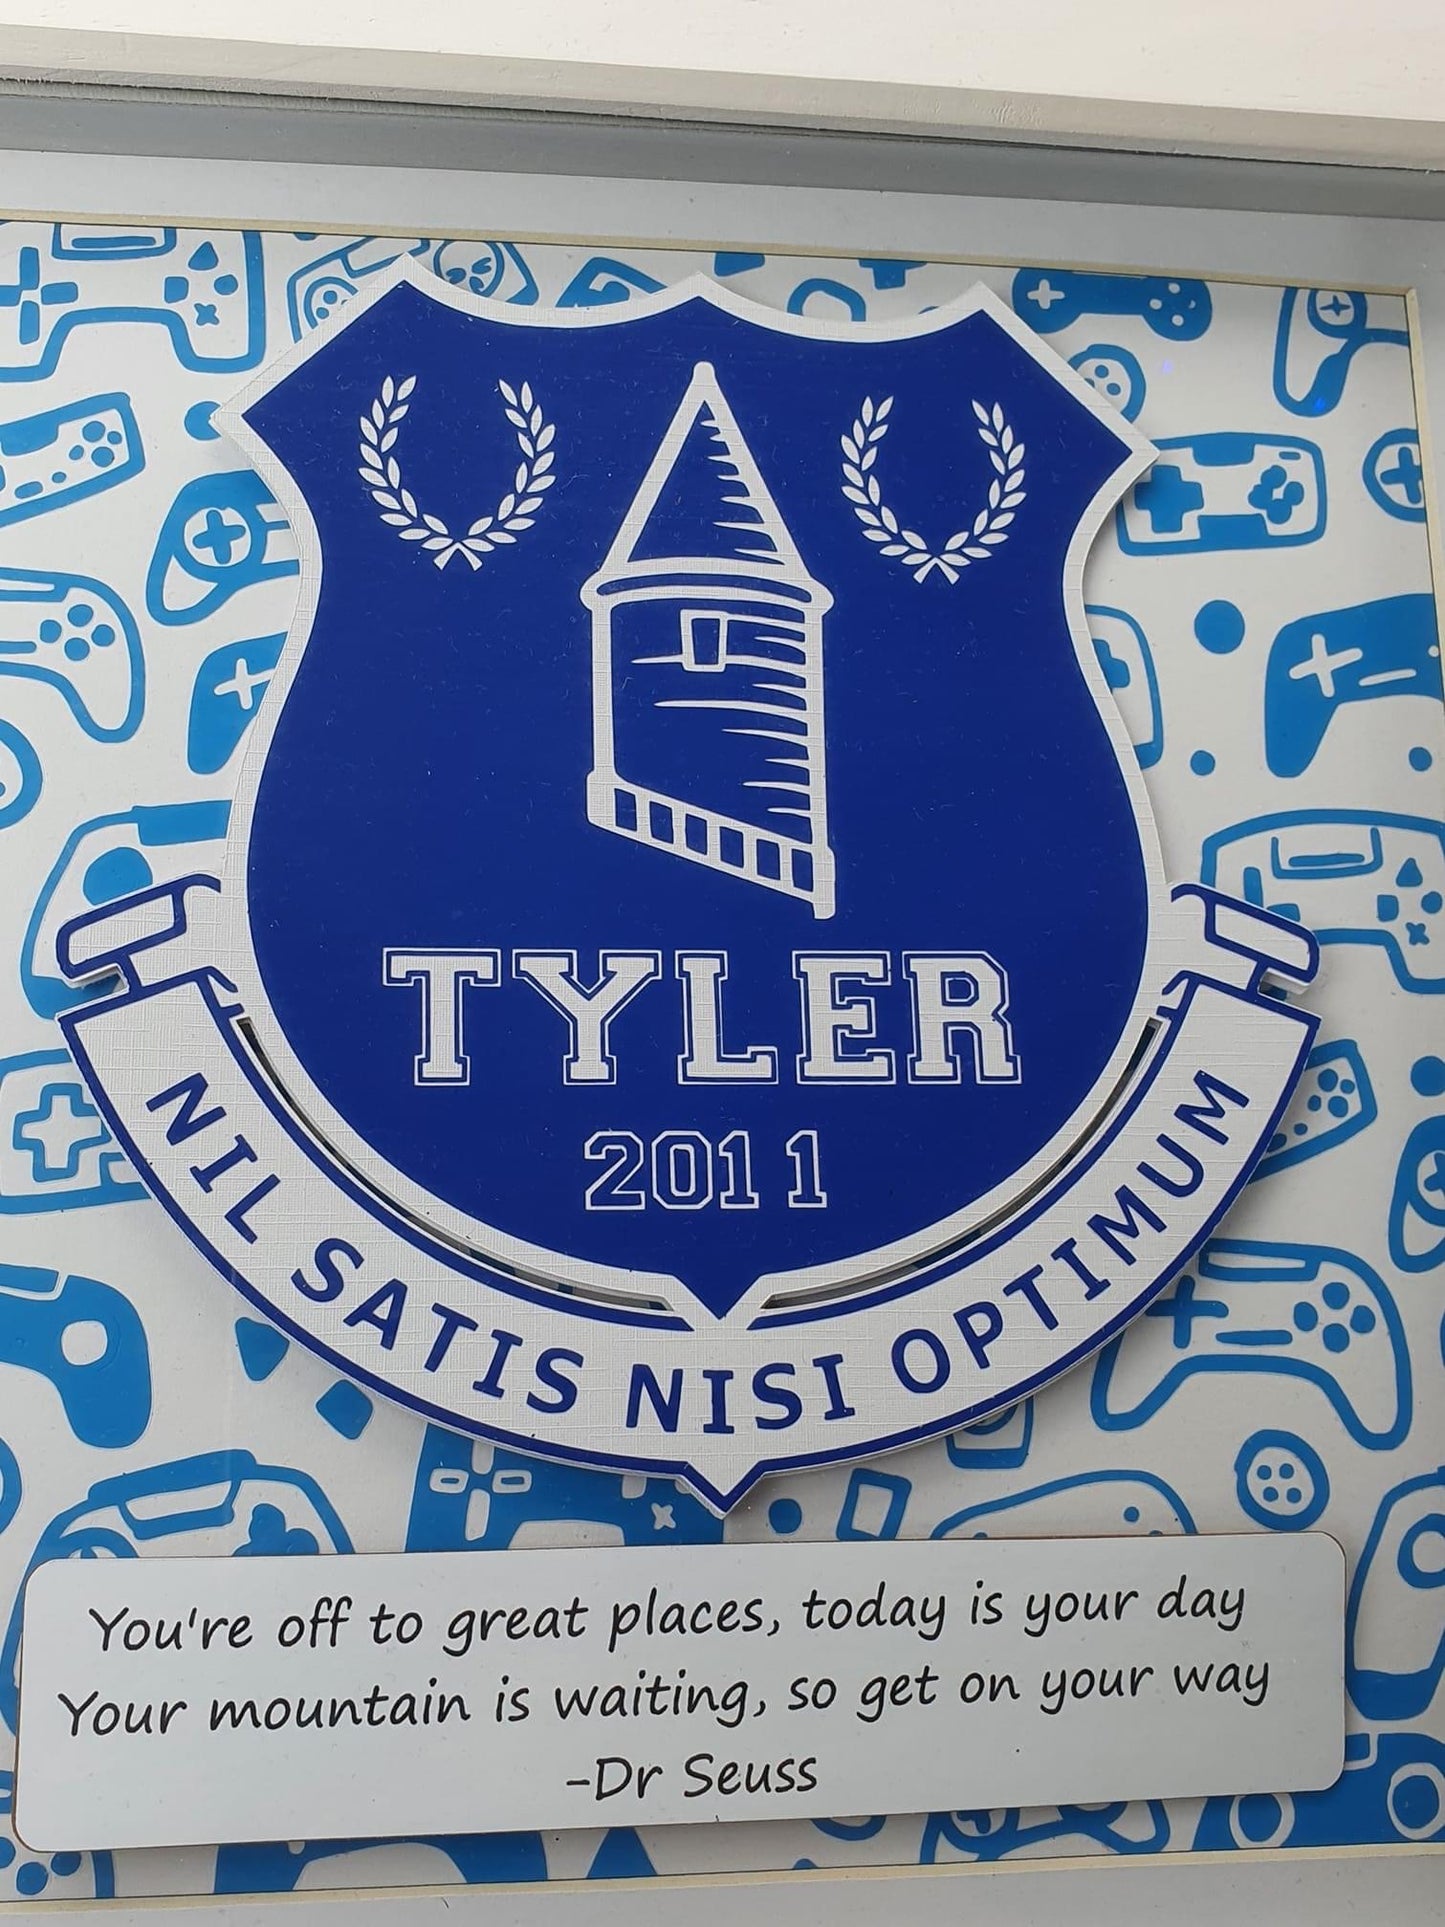 TYLER
2011
NIL SATIS NISI OPTIMUM
You're off to great places, today is your day
Your mountain is waiting, so get on your way
-Dr Seuss